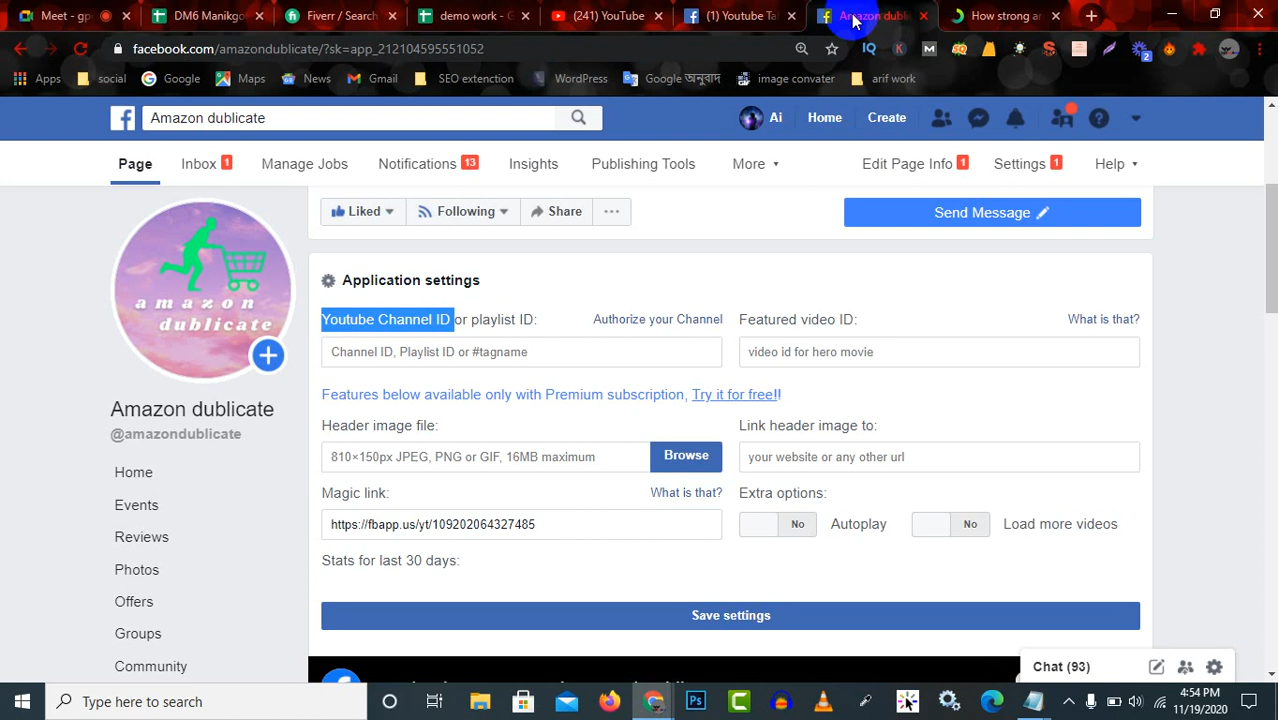 Meet - gp
DM6 Manikgo
Fiverr / Search
demo work - G
(241) YouTube
(1) Youtube Ta
Amazon dubli
How strong ar
facebook.com/amazondublicate/?sk=app_212104595551052
Apps
social
Google
Maps
News
Gmail
SEO extenction
WordPress
Google অনুবাদ
image convater
arif work
Amazon dublicate
Ai
Home
Create
Page
Inbox 1
Manage Jobs
Notifications 13
Insights
Publishing Tools
More
Edit Page Info 1
Settings 1
Help
Liked
Following
Share
Send Message
amazon
dublicate
Amazon dublicate
@amazondublicate
Home
Events
Reviews
Photos
Offers
Groups
Community
Application settings
Youtube Channel ID or playlist ID:
Authorize your Channel
Featured video ID:
What is that?
Channel ID, Playlist ID or #tagname
video id for hero movie
Features below available only with Premium subscription, Try it for free!!
Header image file:
Link header image to:
810×150px JPEG, PNG or GIF, 16MB maximum
Browse
your website or any other url
Magic link:
What is that?
Extra options:
https://fbapp.us/yt/109202064327485
No
Autoplay
No
Load more videos
Stats for last 30 days:
Save settings
Chat (93)
Type here to search
4:54 PM
11/19/2020